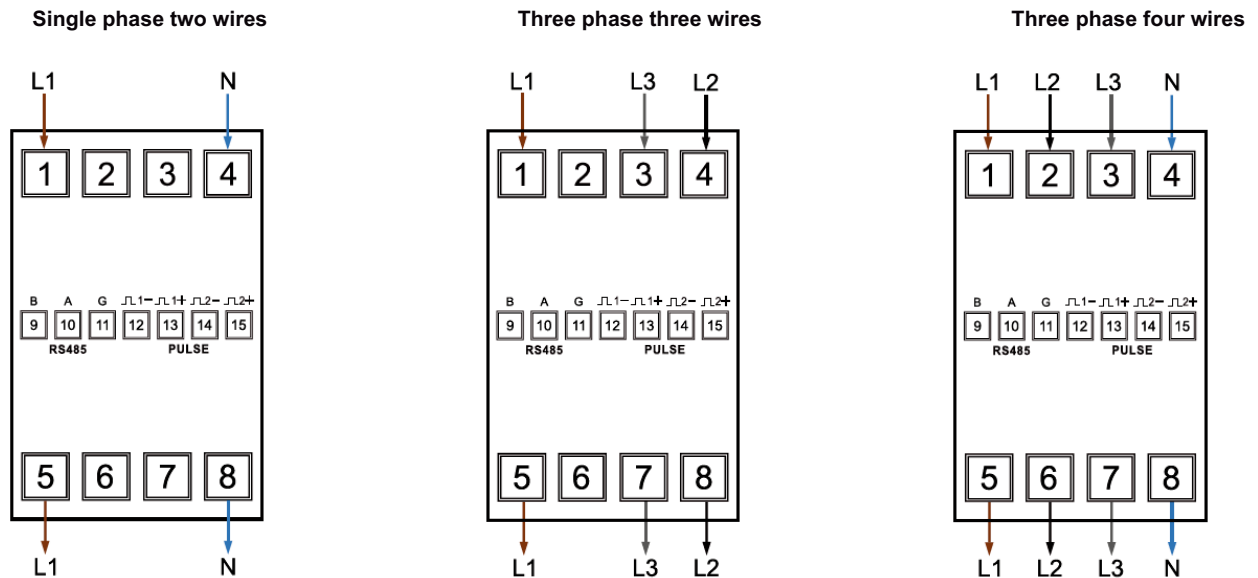 Single phase two wires Three phase three wires Three phase four wires
L1 N L1 L3 L2 L1 L2 L3 N
1 2 3 4 1 2 3 4 1 2 3 4
B A G ⎍1− ⎍1+ ⎍2− ⎍2+ B A G ⎍1− ⎍1+ ⎍2− ⎍2+ B A G ⎍1− ⎍1+ ⎍2− ⎍2+
9 10 11 12 13 14 15 9 10 11 12 13 14 15 9 10 11 12 13 14 15
RS485 PULSE RS485 PULSE RS485 PULSE
5 6 7 8 5 6 7 8 5 6 7 8
L1 N L1 L3 L2 L1 L2 L3 N